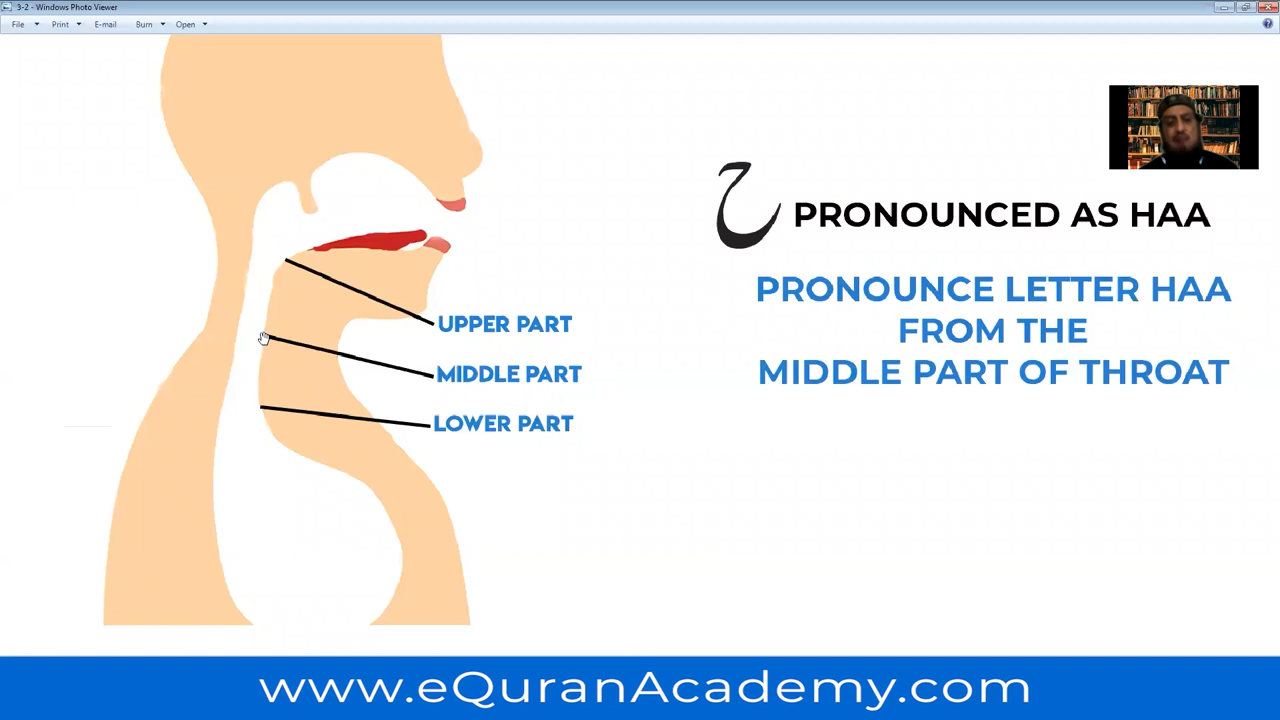 3-2 - Windows Photo Viewer
File Print E-mail Burn Open
ح PRONOUNCED AS HAA
PRONOUNCE LETTER HAA
FROM THE
MIDDLE PART OF THROAT
UPPER PART
MIDDLE PART
LOWER PART
www.eQuranAcademy.com